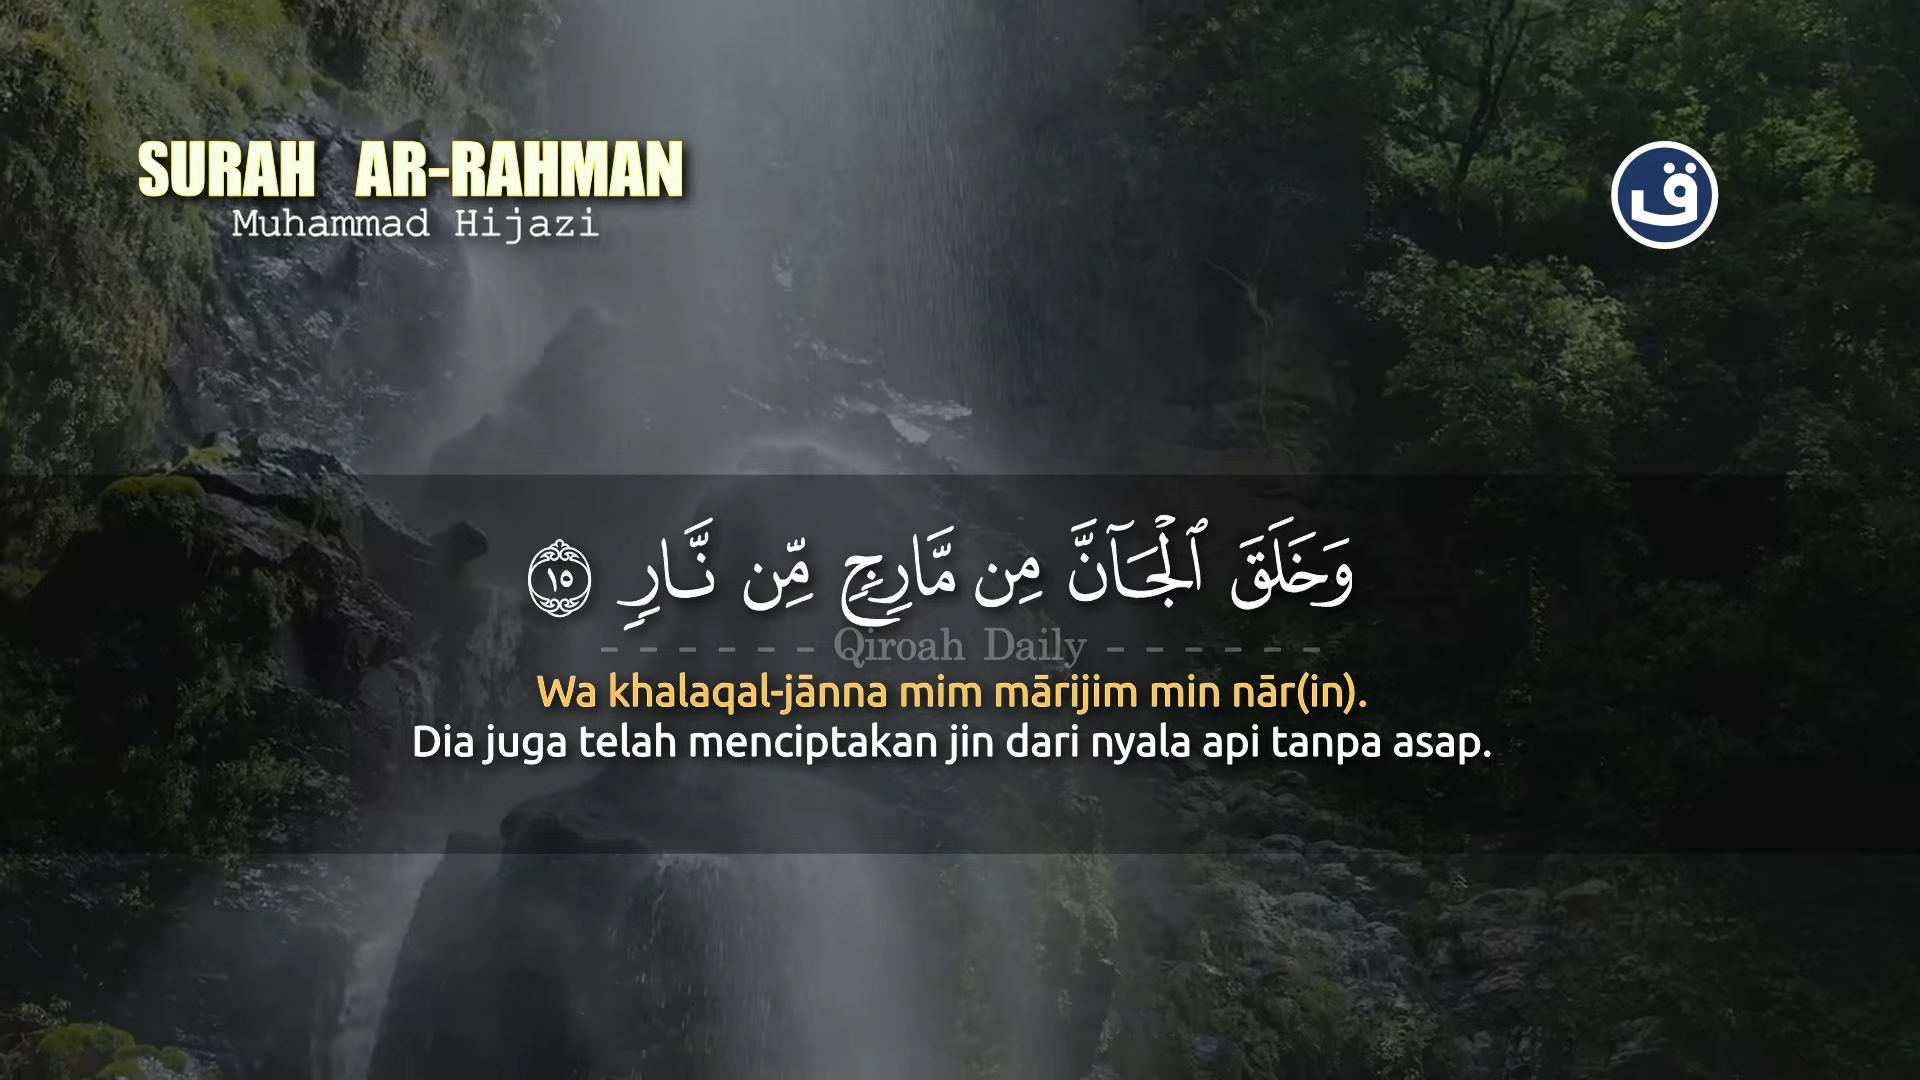 SURAH AR-RAHMAN
Muhammad Hijazi
ق
وَخَلَقَ ٱلْجَآنَّ مِن مَّارِجٍ مِّن نَّارٍ ١٥
- - - - - - Qiroah Daily - - - - - -
Wa khalaqal-jānna mim mārijim min nār(in).
Dia juga telah menciptakan jin dari nyala api tanpa asap.